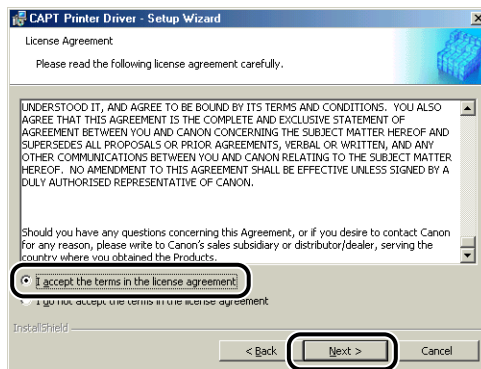 CAPT Printer Driver - Setup Wizard
License Agreement
Please read the following license agreement carefully.
UNDERSTOOD IT, AND AGREE TO BE BOUND BY ITS TERMS AND CONDITIONS. YOU ALSO
AGREE THAT THIS AGREEMENT IS THE COMPLETE AND EXCLUSIVE STATEMENT OF
AGREEMENT BETWEEN YOU AND CANON CONCERNING THE SUBJECT MATTER HEREOF AND
SUPERSEDES ALL PROPOSALS OR PRIOR AGREEMENTS, VERBAL OR WRITTEN, AND ANY
OTHER COMMUNICATIONS BETWEEN YOU AND CANON RELATING TO THE SUBJECT MATTER
HEREOF. NO AMENDMENT TO THIS AGREEMENT SHALL BE EFFECTIVE UNLESS SIGNED BY A
DULY AUTHORISED REPRESENTATIVE OF CANON.
Should you have any questions concerning this Agreement, or if you desire to contact Canon
for any reason, please write to Canon's sales subsidiary or distributor/dealer, serving the
country where you obtained the Products.
I accept the terms in the license agreement
I do not accept the terms in the license agreement
InstallShield
< Back
Next >
Cancel